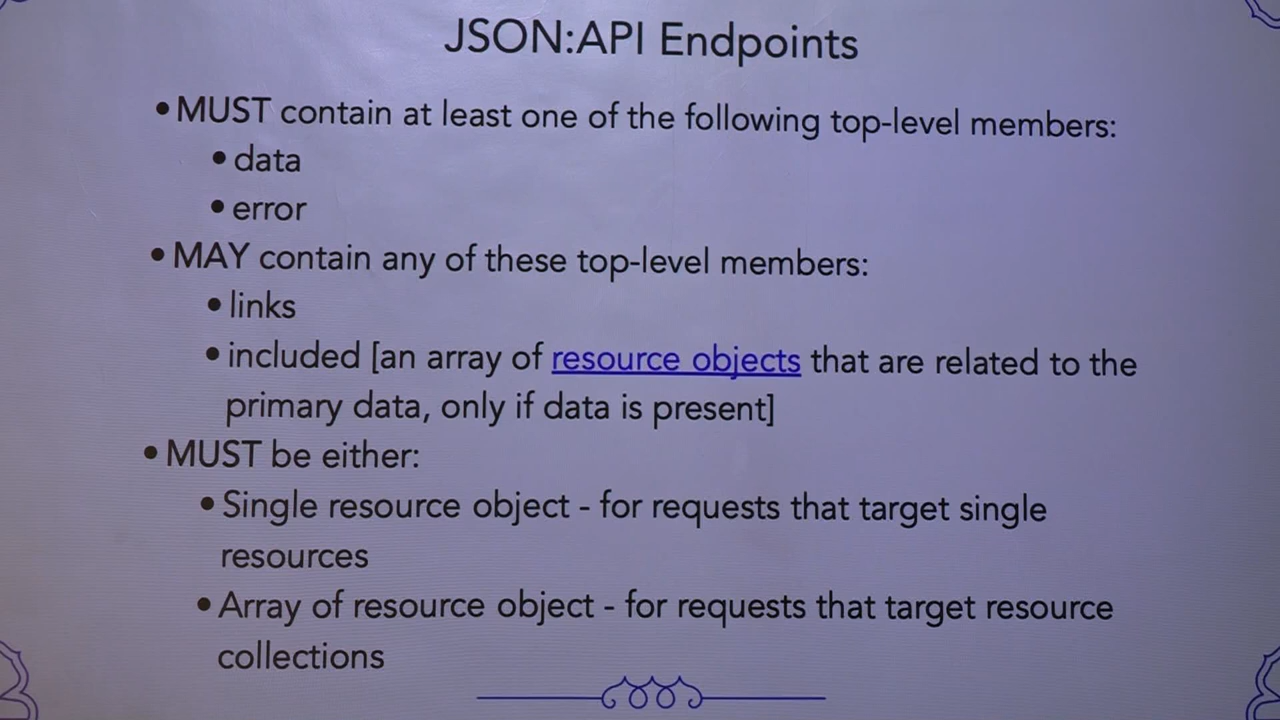 JSON:API Endpoints
• MUST contain at least one of the following top-level members:
• data
• error
• MAY contain any of these top-level members:
• links
• included [an array of resource objects that are related to the
primary data, only if data is present]
• MUST be either:
• Single resource object - for requests that target single
resources
• Array of resource object - for requests that target resource
collections